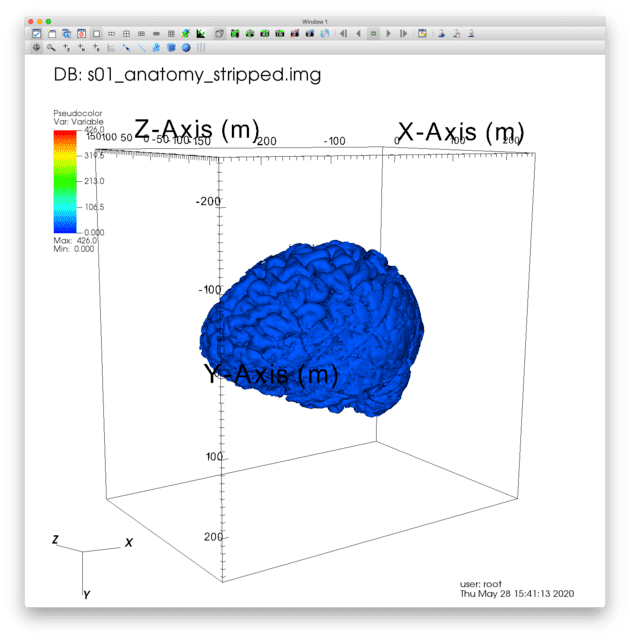 Window 1
DB: s01_anatomy_stripped.img
Pseudocolor
Var: Variable
426.0
319.5
213.0
106.5
0.000
Max: 426.0
Min: 0.000
Z-Axis (m)
X-Axis (m)
150 100 50 0 -50 -100 -150
-200 -100 0 100 200
-200
-100
0
Y-Axis (m)
100
200
Z
X
Y
user: root
Thu May 28 15:41:13 2020